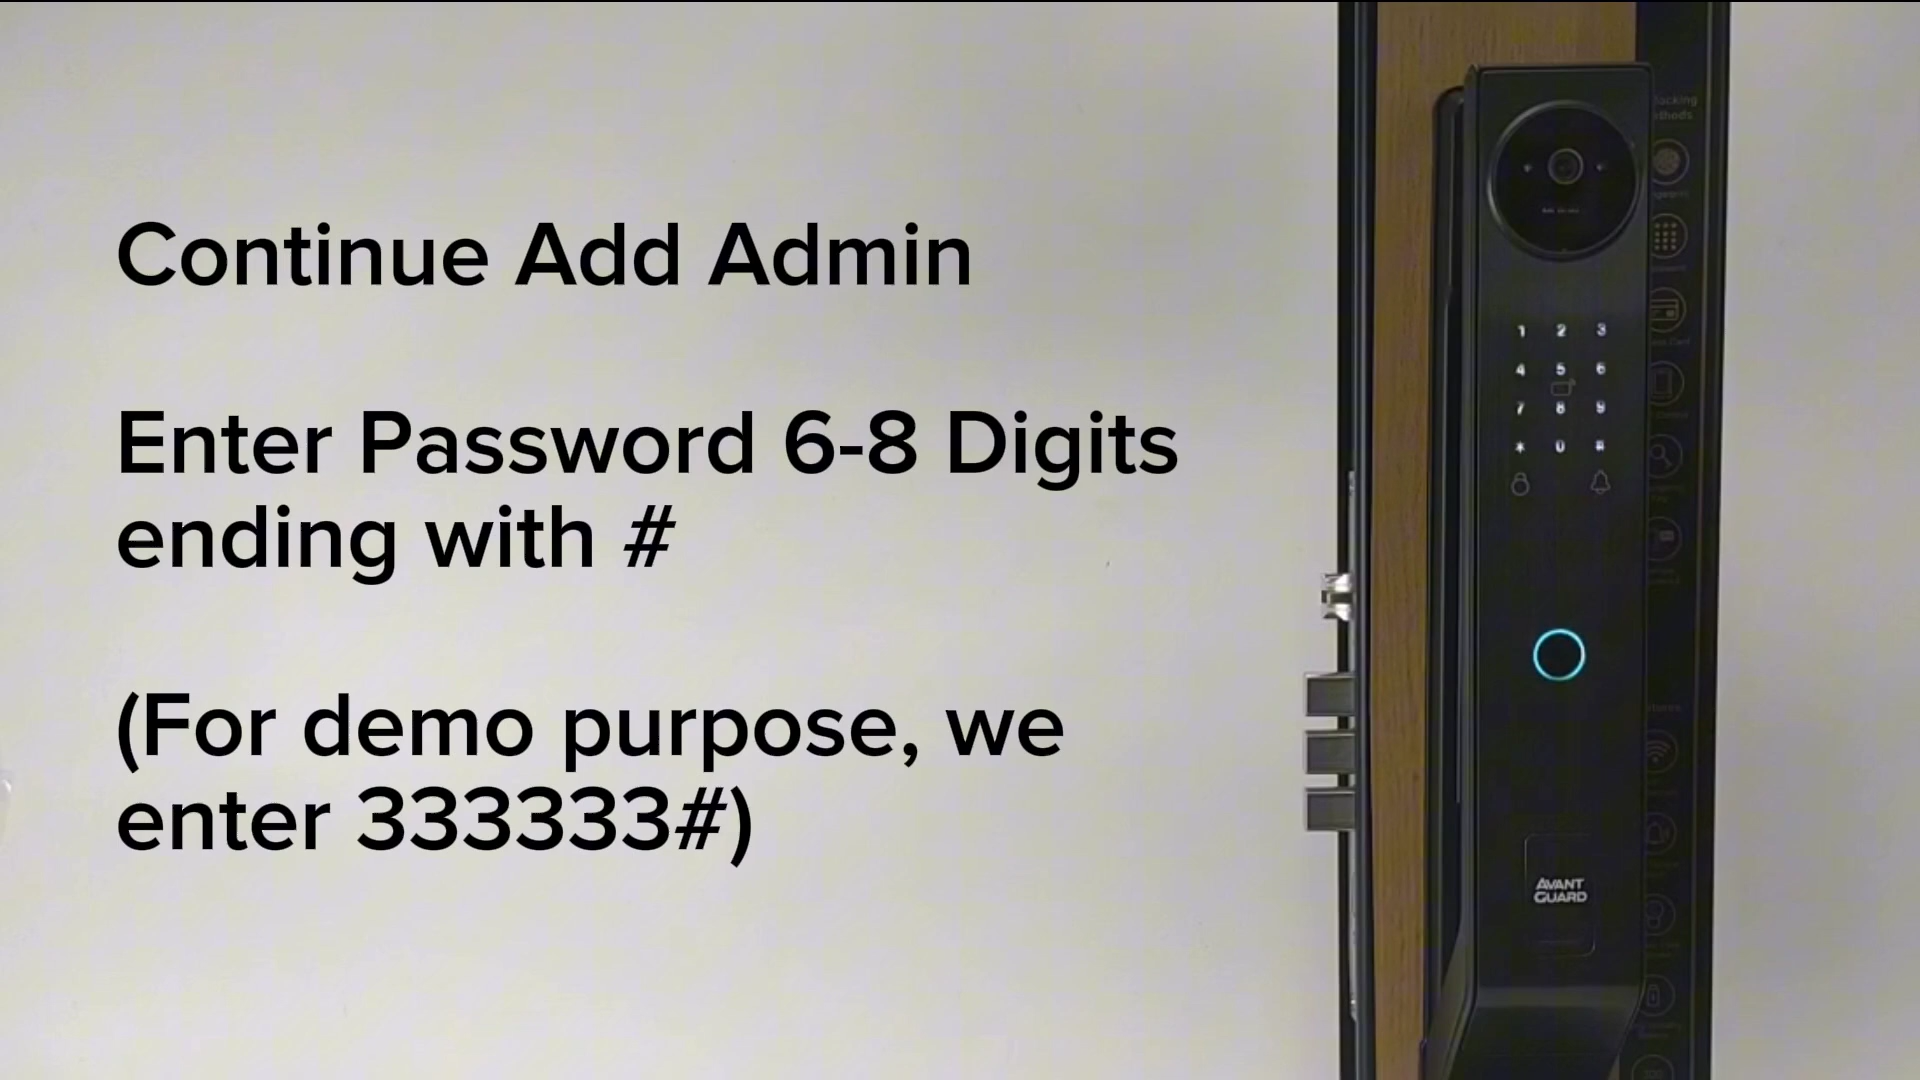 Continue Add Admin
Enter Password 6-8 Digits
ending with #
(For demo purpose, we
enter 333333#)
1 2 3
4 5 6
7 8 9
* 0 #
AVANT
GUARD